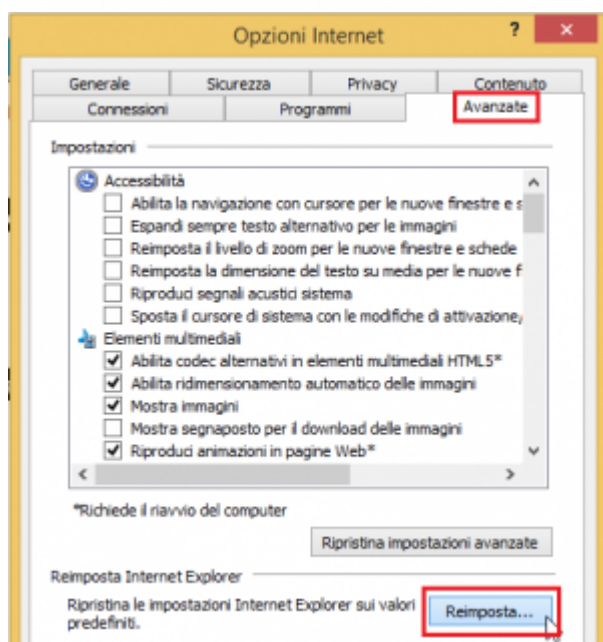 Opzioni Internet
?
Generale Sicurezza Privacy Contenuto
Connessioni Programmi Avanzate
Impostazioni
Accessibilità
Abilita la navigazione con cursore per le nuove finestre e s
Espandi sempre testo alternativo per le immagini
Reimposta il livello di zoom per le nuove finestre e schede
Reimposta la dimensione del testo su media per le nuove f
Riproduci segnali acustici sistema
Sposta il cursore di sistema con le modifiche di attivazione/
Elementi multimediali
Abilita codec alternativi in elementi multimediali HTML5*
Abilita ridimensionamento automatico delle immagini
Mostra immagini
Mostra segnaposto per il download delle immagini
Riproduci animazioni in pagine Web*
*Richiede il riavvio del computer
Ripristina impostazioni avanzate
Reimposta Internet Explorer
Ripristina le impostazioni Internet Explorer sui valori
predefiniti.
Reimposta...